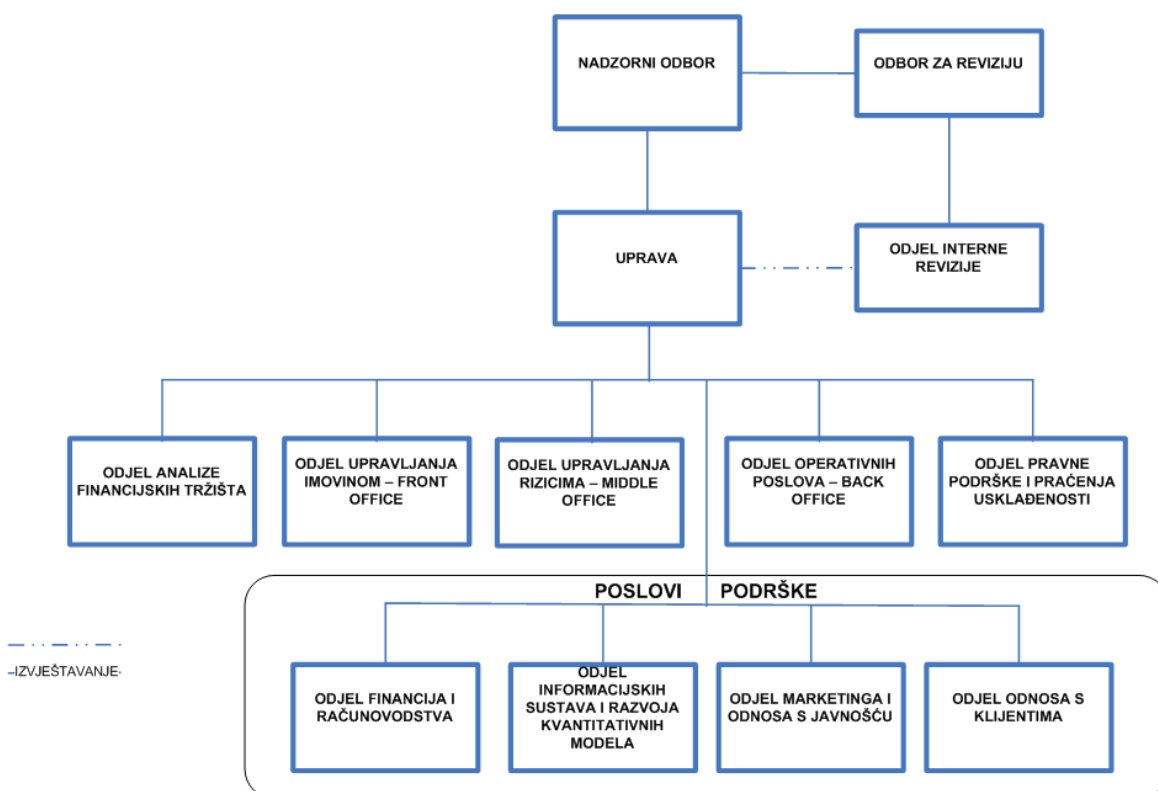 NADZORNI ODBOR
ODBOR ZA REVIZIJU
UPRAVA
ODJEL INTERNE
REVIZIJE
ODJEL ANALIZE
FINANCIJSKIH TRŽIŠTA
ODJEL UPRAVLJANJA
IMOVINOM – FRONT
OFFICE
ODJEL UPRAVLJANJA
RIZICIMA – MIDDLE
OFFICE
ODJEL OPERATIVNIH
POSLOVA – BACK
OFFICE
ODJEL PRAVNE
PODRŠKE I PRAĆENJA
USKLAĐENOSTI
POSLOVI PODRŠKE
IZVJEŠTAVANJE
ODJEL FINANCIJA I
RAČUNOVODSTVA
ODJEL
INFORMACIJSKIH
SUSTAVA I RAZVOJA
KVANTITATIVNIH
MODELA
ODJEL MARKETINGA I
ODNOSA S JAVNOŠĆU
ODJEL ODNOSA S
KLIJENTIMA